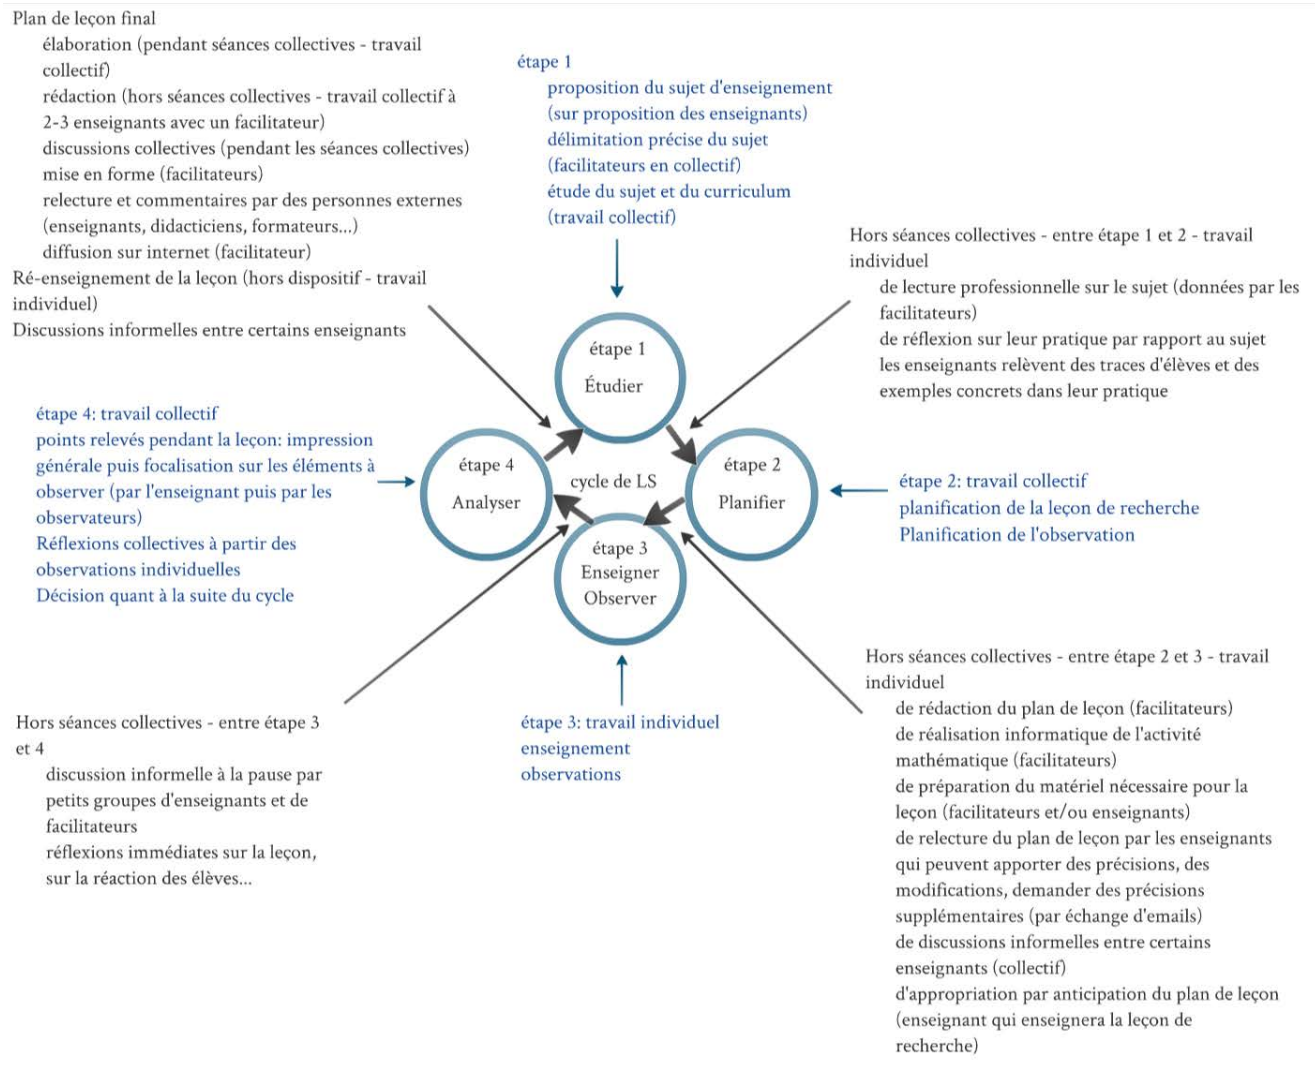 Plan de leçon final
élaboration (pendant séances collectives - travail
collectif)
rédaction (hors séances collectives - travail collectif à
2-3 enseignants avec un facilitateur)
discussions collectives (pendant les séances collectives)
mise en forme (facilitateurs)
relecture et commentaires par des personnes externes
(enseignants, didacticiens, formateurs...)
diffusion sur internet (facilitateur)
Ré-enseignement de la leçon (hors dispositif - travail
individuel)
Discussions informelles entre certains enseignants
étape 1
proposition du sujet d'enseignement
(sur proposition des enseignants)
délimitation précise du sujet
(facilitateurs en collectif)
étude du sujet et du curriculum
(travail collectif)
Hors séances collectives - entre étape 1 et 2 - travail
individuel
de lecture professionnelle sur le sujet (données par les
facilitateurs)
de réflexion sur leur pratique par rapport au sujet
les enseignants relèvent des traces d'élèves et des
exemples concrets dans leur pratique
étape 1
Étudier
étape 4: travail collectif
points relevés pendant la leçon: impression
générale puis focalisation sur les éléments à
observer (par l'enseignant puis par les
observateurs)
Réflexions collectives à partir des
observations individuelles
Décision quant à la suite du cycle
étape 4
Analyser
cycle de LS
étape 2
Planifier
étape 2: travail collectif
planification de la leçon de recherche
Planification de l'observation
étape 3
Enseigner
Observer
Hors séances collectives - entre étape 3
et 4
discussion informelle à la pause par
petits groupes d'enseignants et de
facilitateurs
réflexions immédiates sur la leçon,
sur la réaction des élèves...
étape 3: travail individuel
enseignement
observations
Hors séances collectives - entre étape 2 et 3 - travail
individuel
de rédaction du plan de leçon (facilitateurs)
de réalisation informatique de l'activité
mathématique (facilitateurs)
de préparation du matériel nécessaire pour la
leçon (facilitateurs et/ou enseignants)
de relecture du plan de leçon par les enseignants
qui peuvent apporter des précisions, des
modifications, demander des précisions
supplémentaires (par échange d'emails)
de discussions informelles entre certains
enseignants (collectif)
d'appropriation par anticipation du plan de leçon
(enseignant qui enseignera la leçon de
recherche)